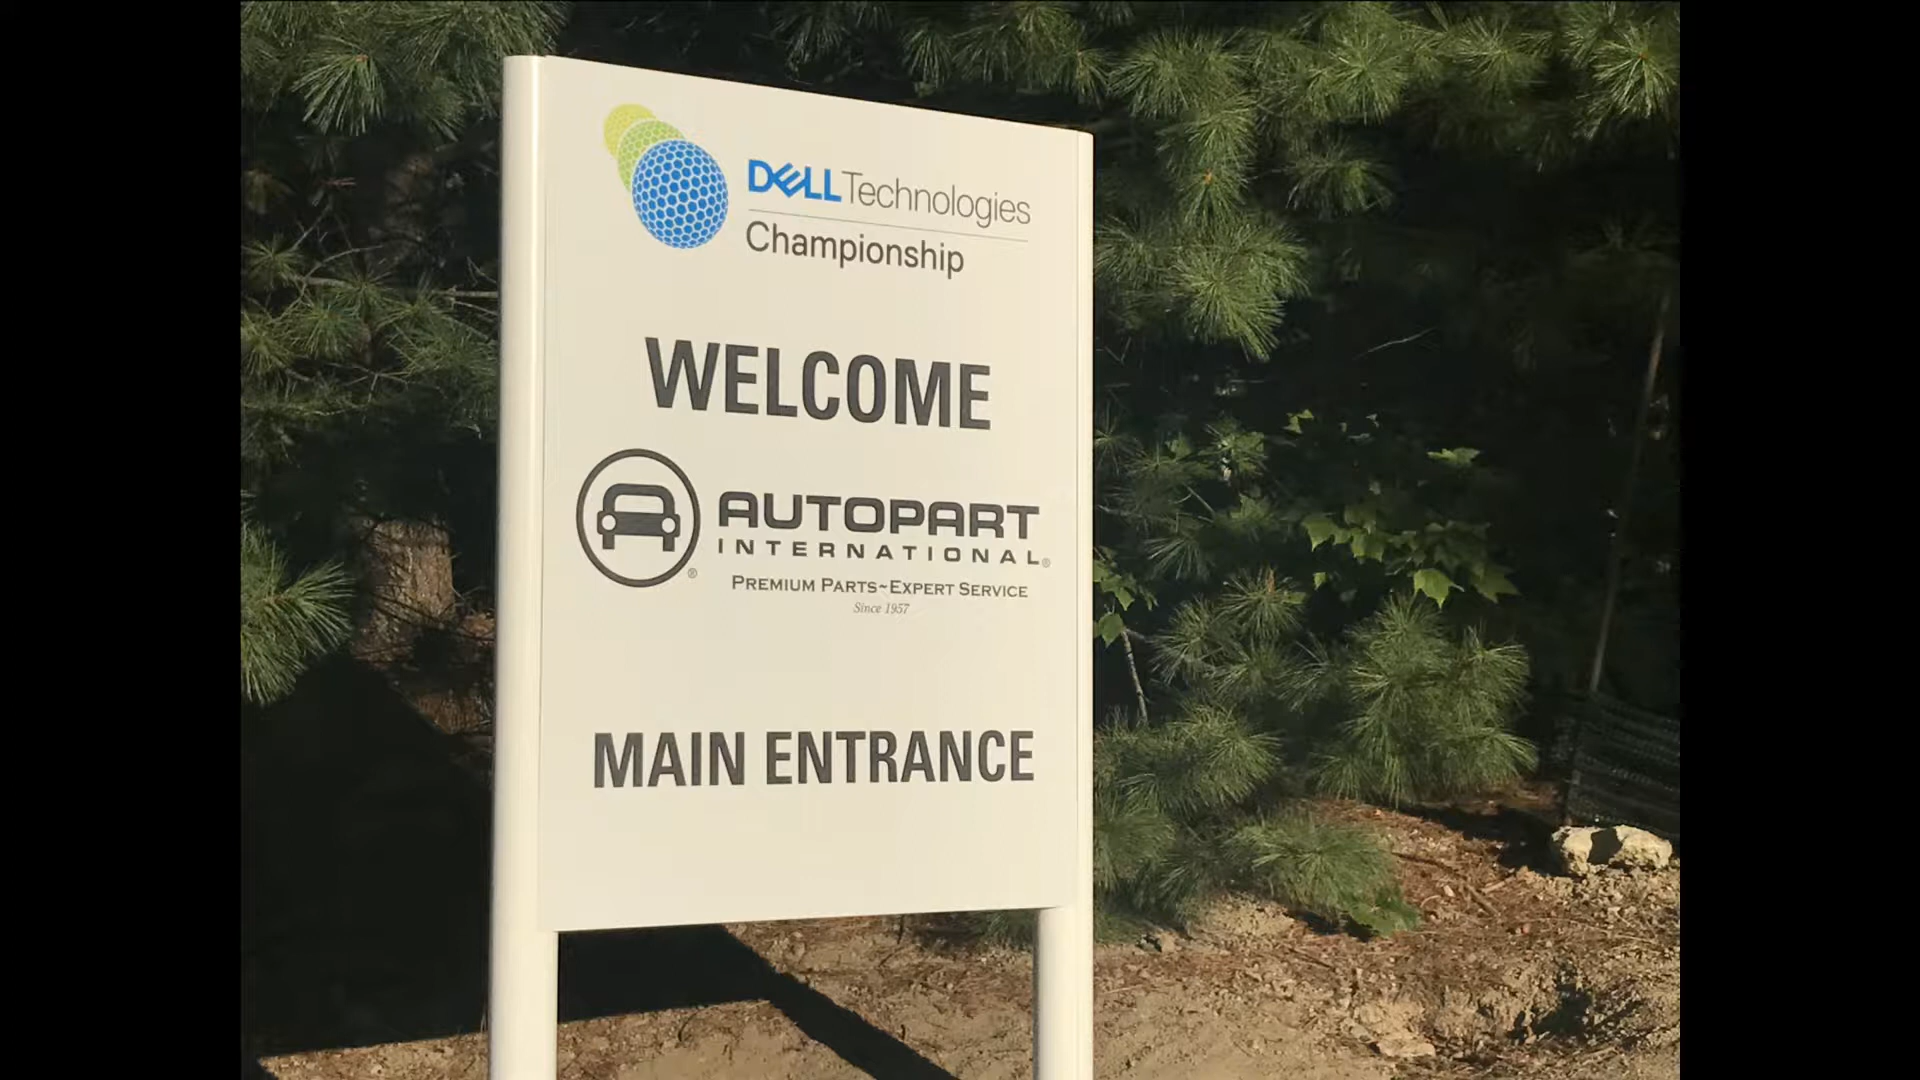 DELL Technologies
Championship
WELCOME
AUTOPART
INTERNATIONAL®
®
PREMIUM PARTS~EXPERT SERVICE
Since 1957
MAIN ENTRANCE